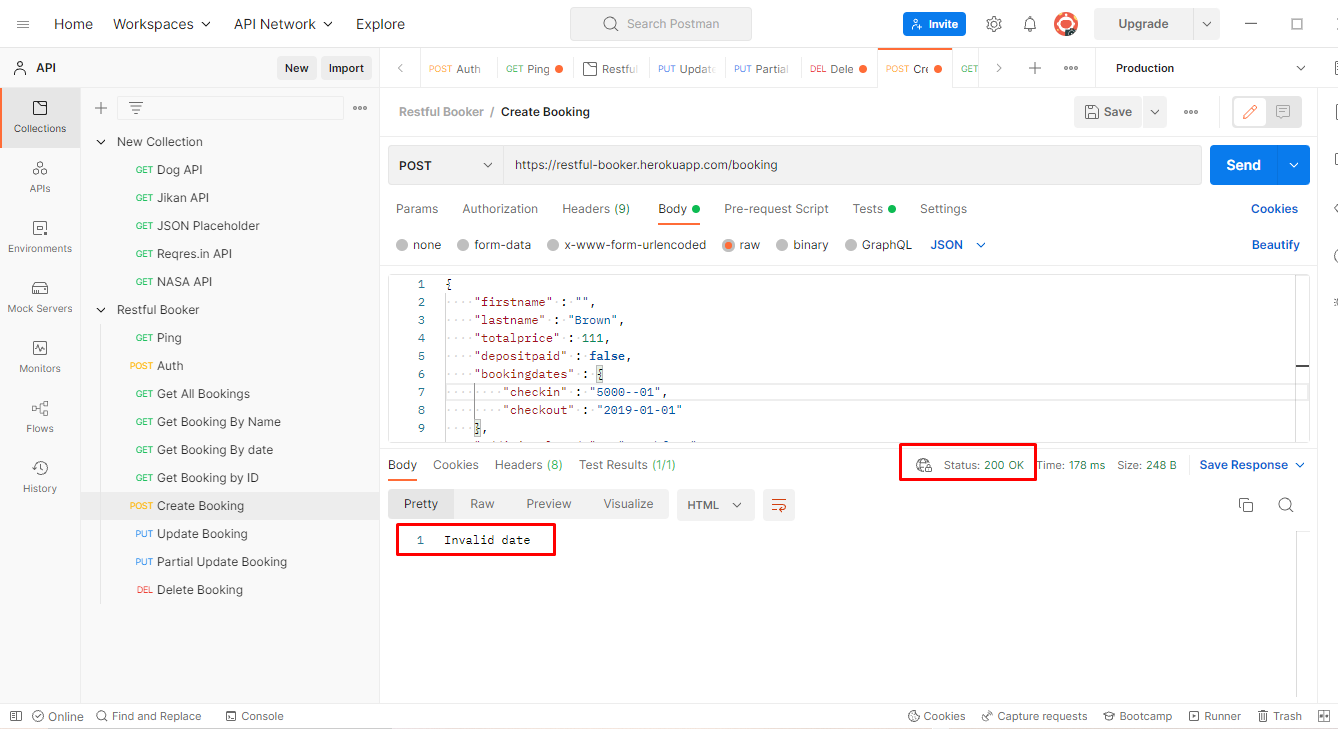 Home Workspaces API Network Explore Search Postman Invite Upgrade
API New Import POST Auth GET Ping Restful PUT Update PUT Partial DEL Dele POST Cre GET Production
Restful Booker / Create Booking Save
Collections
APIs
Environments
Mock Servers
Monitors
Flows
History
New Collection
GET Dog API
GET Jikan API
GET JSON Placeholder
GET Reqres.in API
GET NASA API
Restful Booker
GET Ping
POST Auth
GET Get All Bookings
GET Get Booking By Name
GET Get Booking By date
GET Get Booking by ID
POST Create Booking
PUT Update Booking
PUT Partial Update Booking
DEL Delete Booking
POST https://restful-booker.herokuapp.com/booking Send
Params Authorization Headers (9) Body Pre-request Script Tests Settings Cookies
none form-data x-www-form-urlencoded raw binary GraphQL JSON Beautify
1 {
2 "firstname" : "",
3 "lastname" : "Brown",
4 "totalprice" : 111,
5 "depositpaid" : false,
6 "bookingdates" : {
7 "checkin" : "5000--01",
8 "checkout" : "2019-01-01"
9 },
Body Cookies Headers (8) Test Results (1/1) Status: 200 OK Time: 178 ms Size: 248 B Save Response
Pretty Raw Preview Visualize HTML
1 Invalid date
Online Find and Replace Console Cookies Capture requests Bootcamp Runner Trash